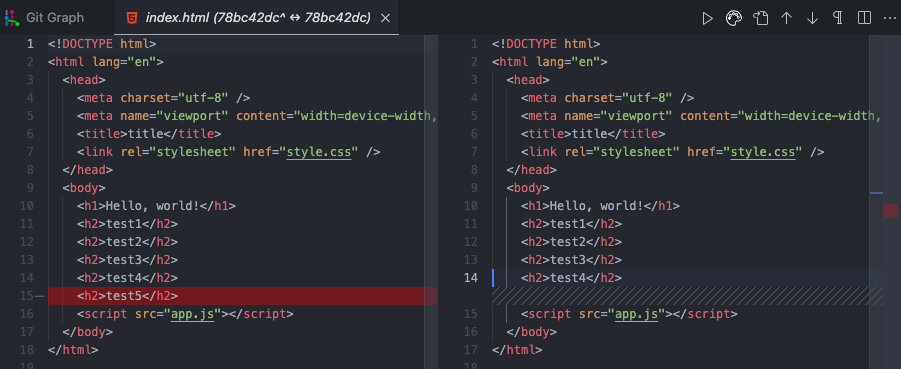 Git Graph
index.html (78bc42dc^ ↔ 78bc42dc)
1 <!DOCTYPE html>
2 <html lang="en">
3 <head>
4 <meta charset="utf-8" />
5 <meta name="viewport" content="width=device-width,
6 <title>title</title>
7 <link rel="stylesheet" href="style.css" />
8 </head>
9 <body>
10 <h1>Hello, world!</h1>
11 <h2>test1</h2>
12 <h2>test2</h2>
13 <h2>test3</h2>
14 <h2>test4</h2>
15— <h2>test5</h2>
16 <script src="app.js"></script>
17 </body>
18 </html>
19
1 <!DOCTYPE html>
2 <html lang="en">
3 <head>
4 <meta charset="utf-8" />
5 <meta name="viewport" content="width=device-width,
6 <title>title</title>
7 <link rel="stylesheet" href="style.css" />
8 </head>
9 <body>
10 <h1>Hello, world!</h1>
11 <h2>test1</h2>
12 <h2>test2</h2>
13 <h2>test3</h2>
14 <h2>test4</h2>
15 <script src="app.js"></script>
16 </body>
17 </html>
18